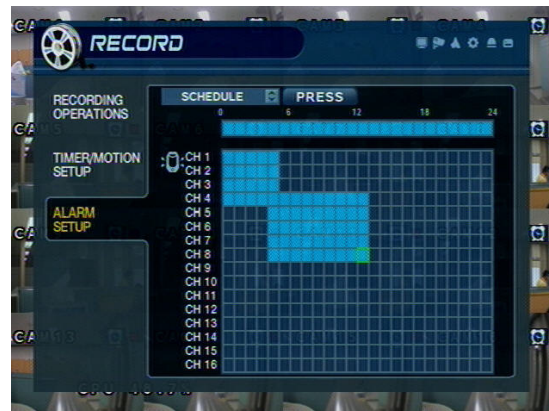 RECORD
RECORDING
OPERATIONS
TIMER/MOTION
SETUP
ALARM
SETUP
SCHEDULE
PRESS
0 6 12 18 24
CH 1
CH 2
CH 3
CH 4
CH 5
CH 6
CH 7
CH 8
CH 9
CH 10
CH 11
CH 12
CH 13
CH 14
CH 15
CH 16